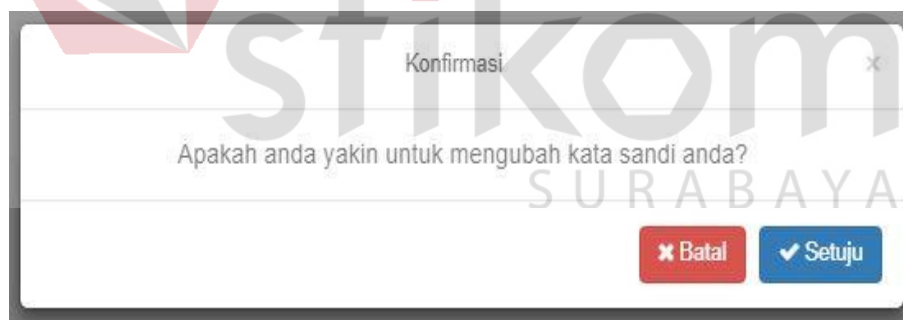 stikom
Konfirmasi ×
Apakah anda yakin untuk mengubah kata sandi anda?
SURABAYA
✖ Batal ✔ Setuju